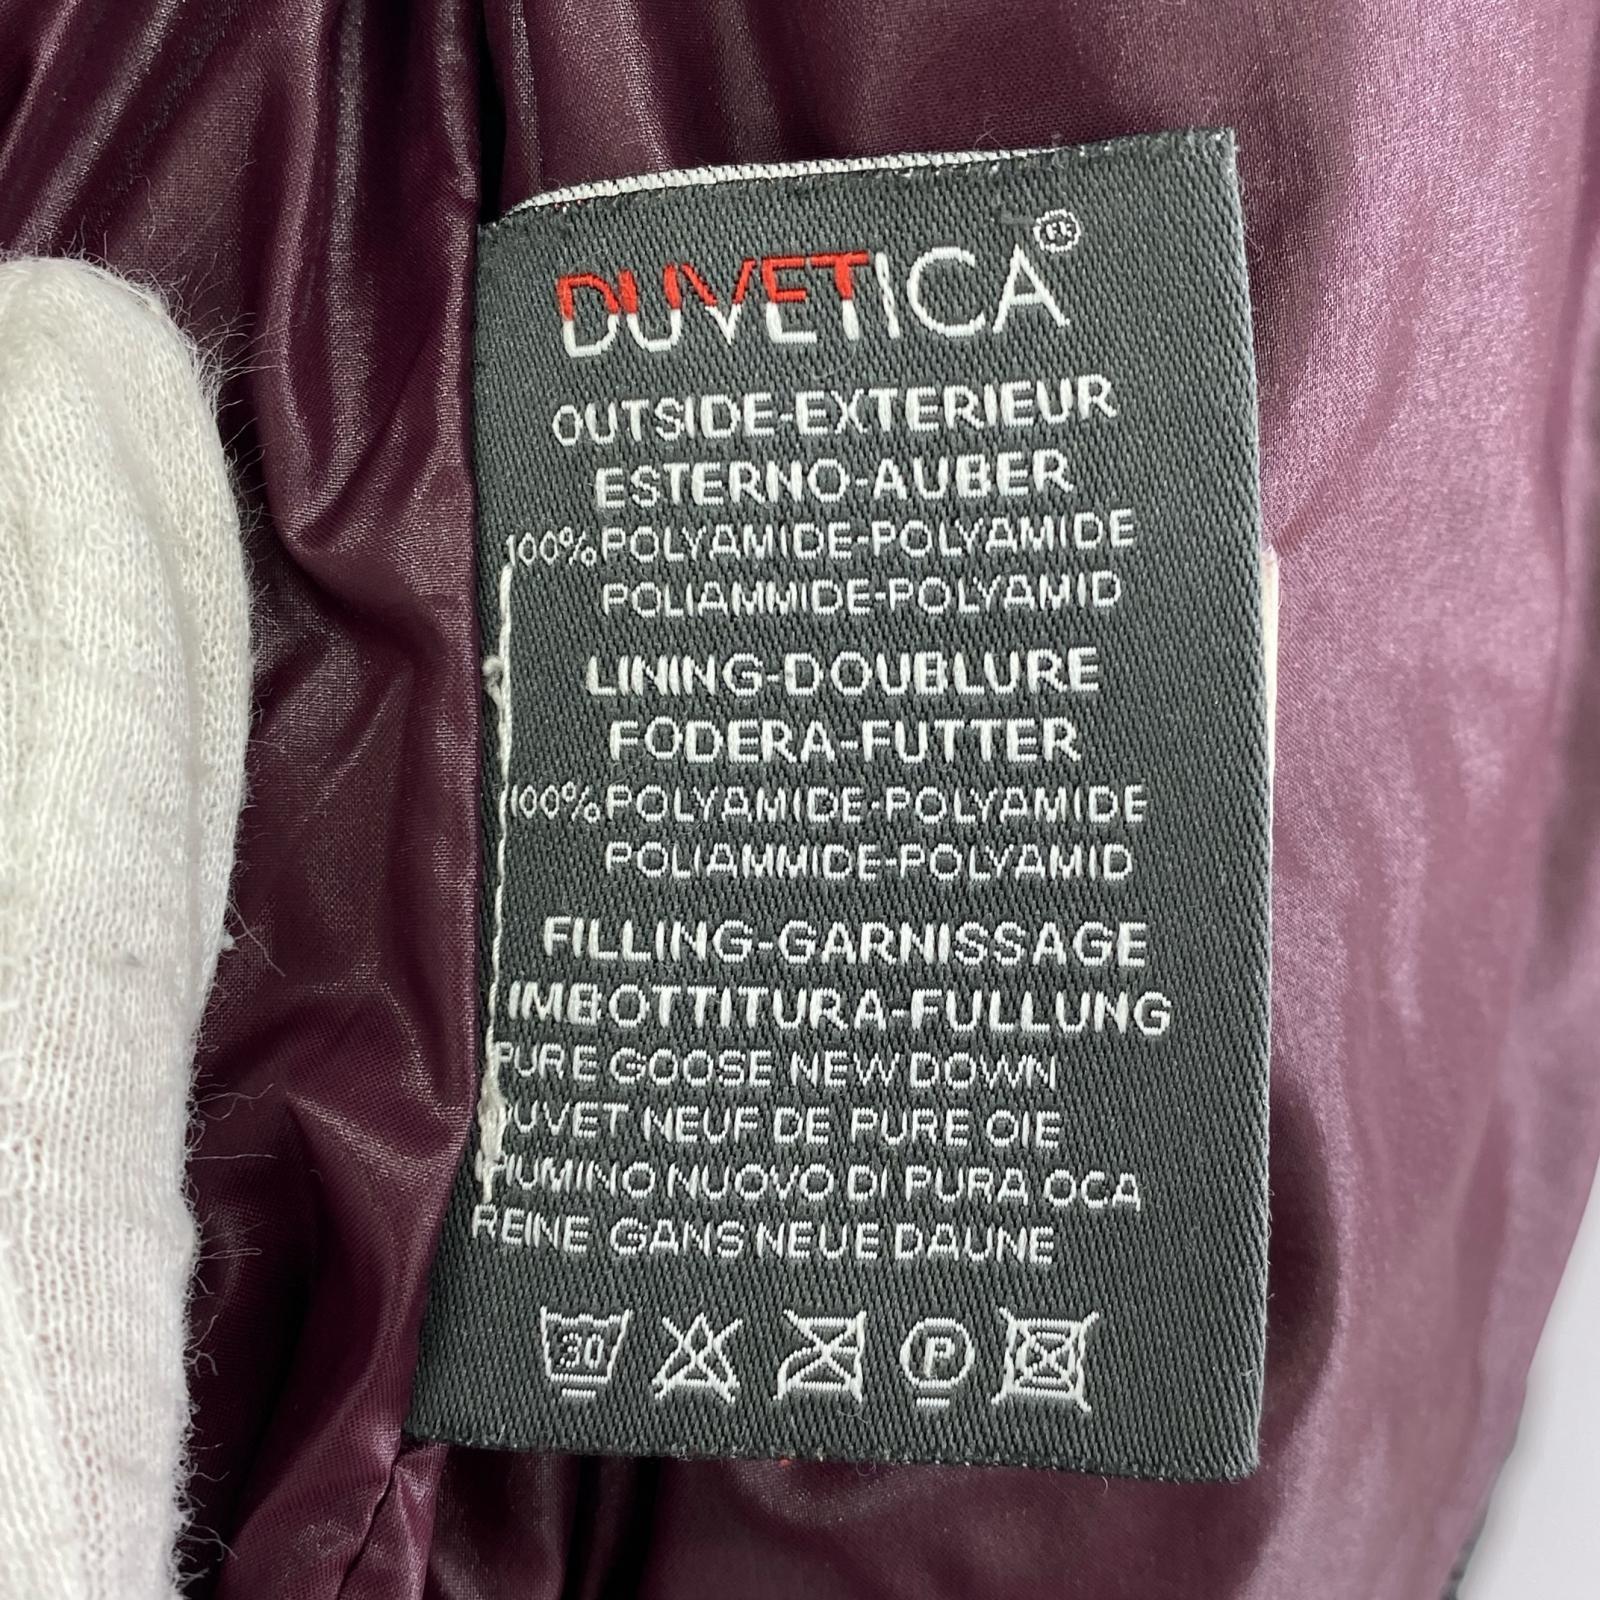 DUVETICA®
OUTSIDE-EXTERIEUR
ESTERNO-AUBER
100% POLYAMIDE-POLYAMIDE
POLIAMMIDE-POLYAMID
LINING-DOUBLURE
FODERA-FUTTER
100% POLYAMIDE-POLYAMIDE
POLIAMMIDE-POLYAMID
FILLING-GARNISSAGE
IMBOTTITURA-FULLUNG
PURE GOOSE NEW DOWN
DUVET NEUF DE PURE OIE
PIUMINO NUOVO DI PURA OCA
REINE GANS NEUE DAUNE
30 P